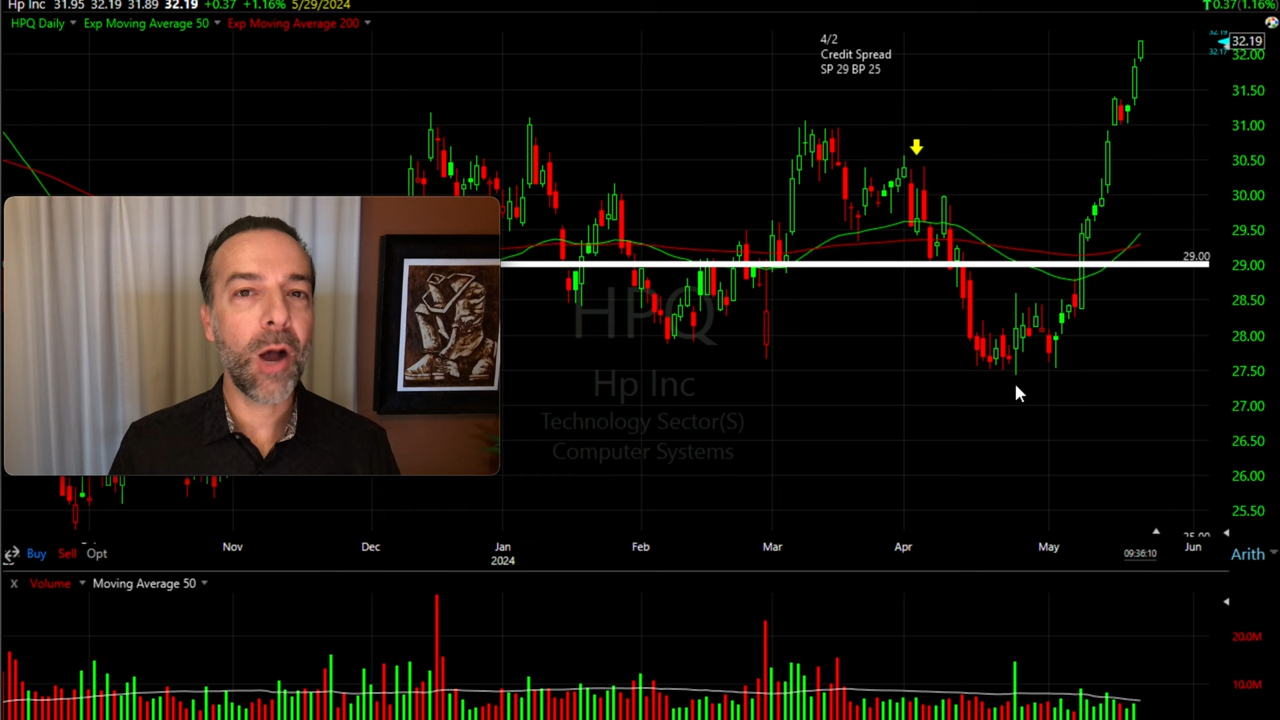 Hp Inc 31.95 32.19 31.89 32.19 +0.37 +1.16% 5/29/2024
0.37(1.16%)
HPQ Daily Exp Moving Average 50 Exp Moving Average 200
4/2
Credit Spread
SP 29 BP 25
32.19
32.19
32.17
32.00
31.50
31.00
30.50
30.00
29.50
29.00
29.00
28.50
28.00
27.50
27.00
26.50
26.00
25.50
HPQ
Hp Inc
Technology Sector(S)
Computer Systems
Buy Sell Opt
Nov Dec Jan Feb Mar Apr May Jun
2024
09:36:10
Arith
X Volume Moving Average 50
20.0M
10.0M